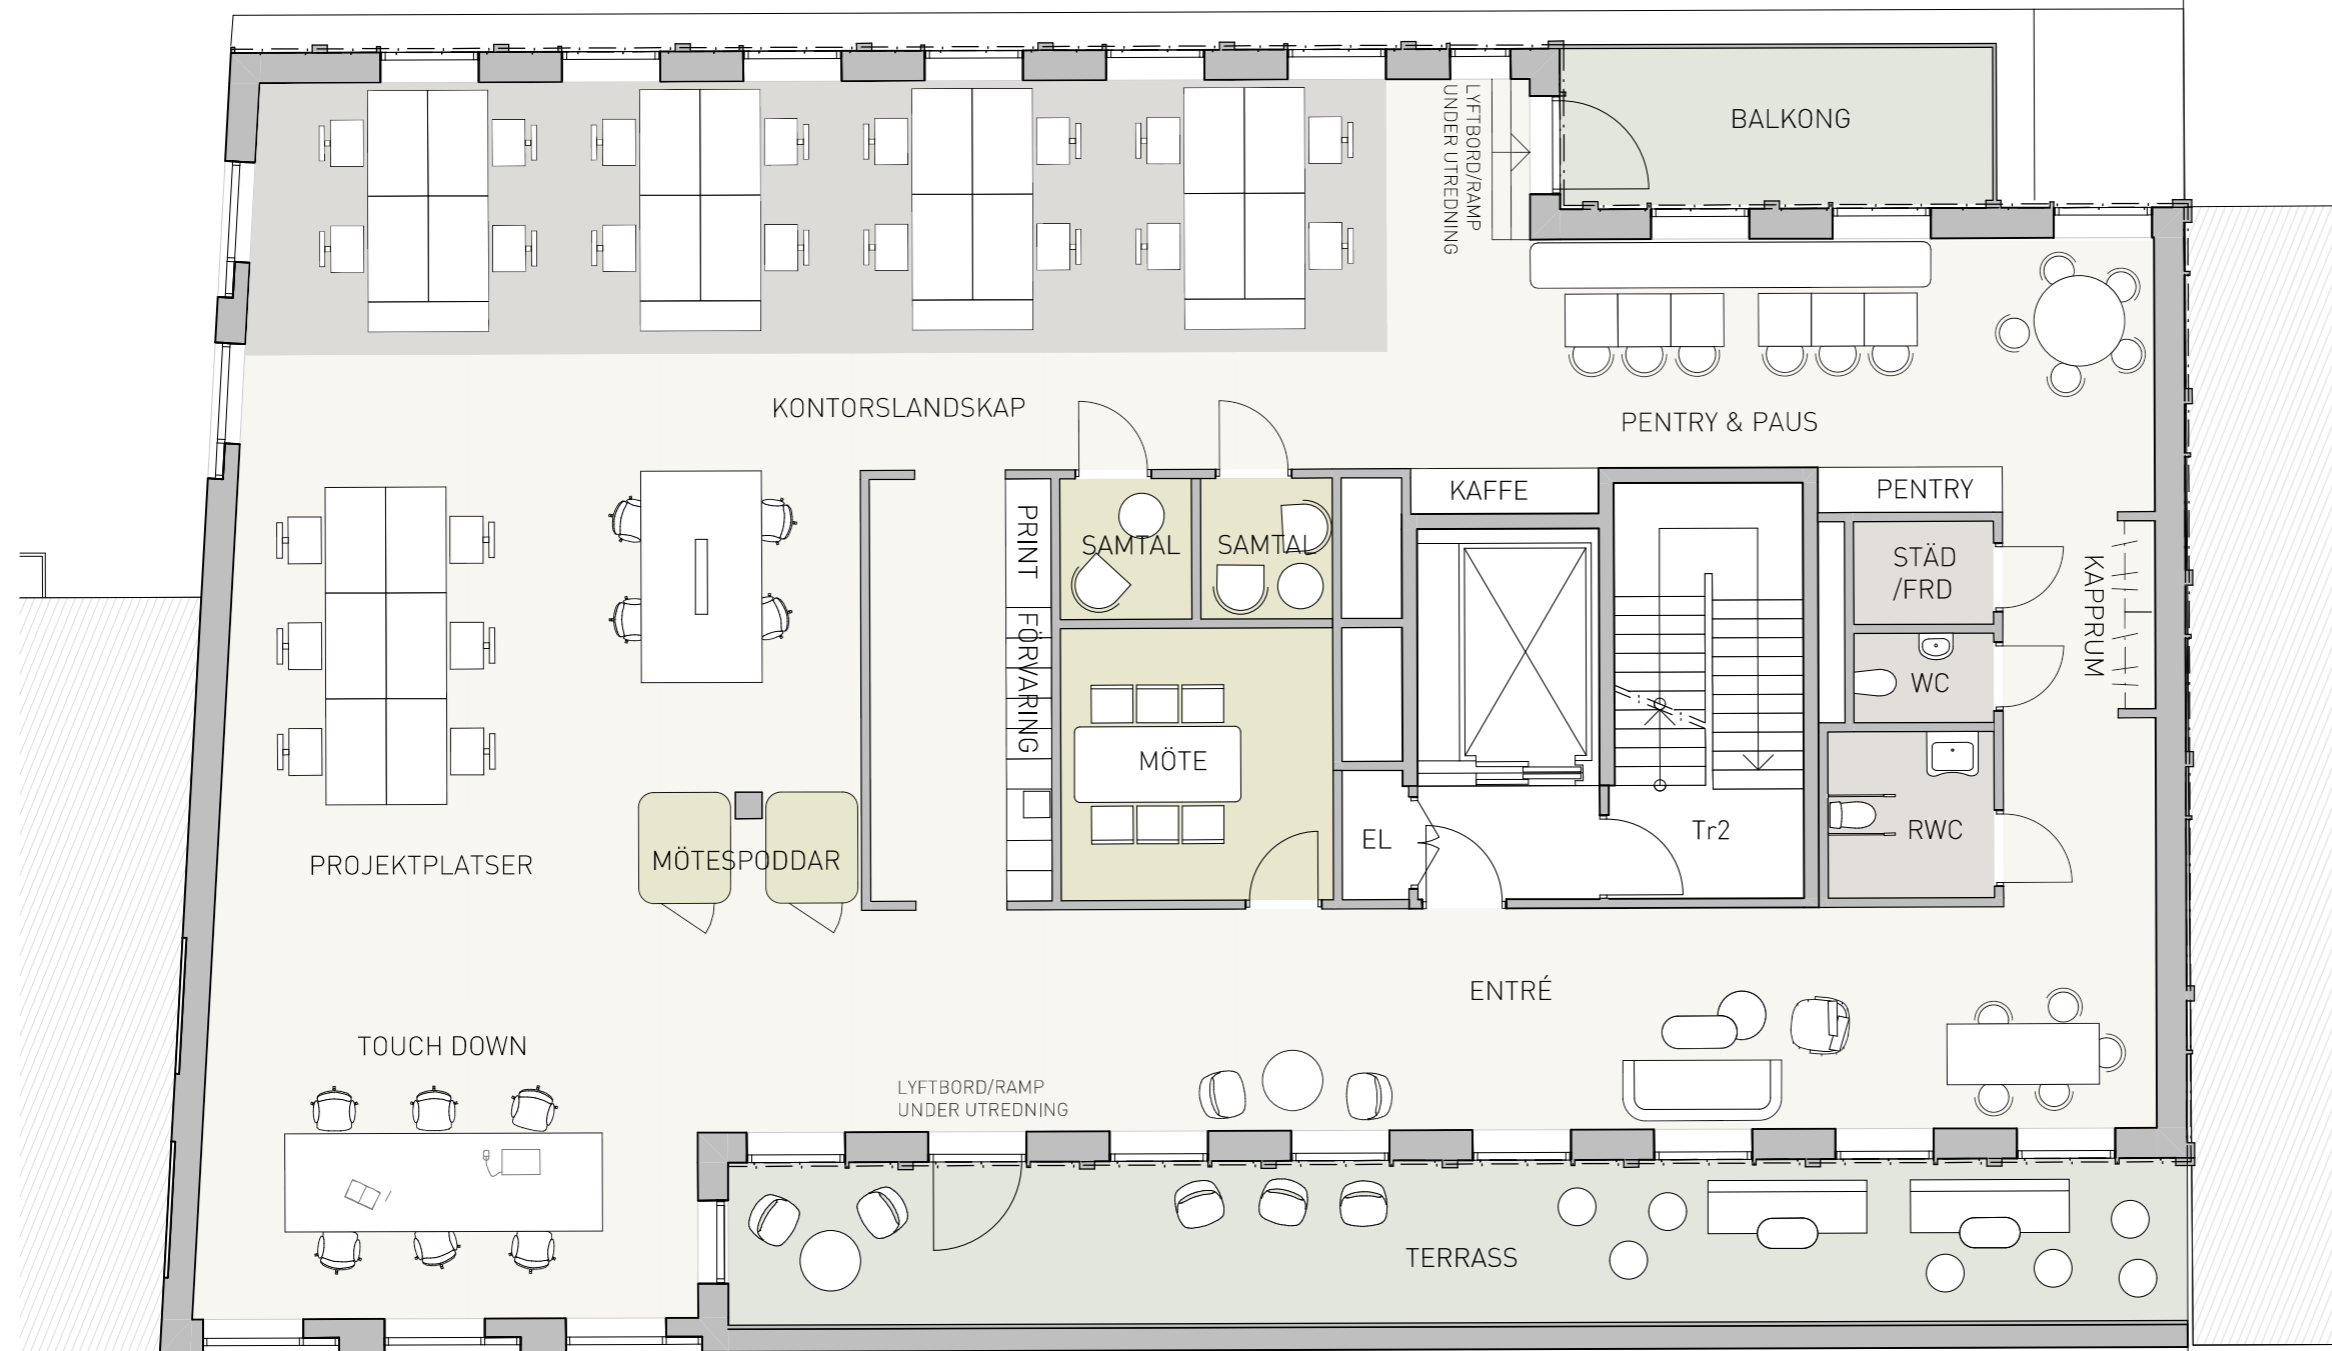 BALKONG
LYFTBORD/RAMP
UNDER UTREDNING
KONTORSLANDSKAP
PENTRY & PAUS
KAFFE
PENTRY
PRINT
FÖRVARING
SAMTAL
SAMTAL
STÄD
/FRD
KAPPRUM
WC
MÖTE
EL
Tr2
RWC
PROJEKTPLATSER
MÖTESPODDAR
ENTRÉ
TOUCH DOWN
LYFTBORD/RAMP
UNDER UTREDNING
TERRASS